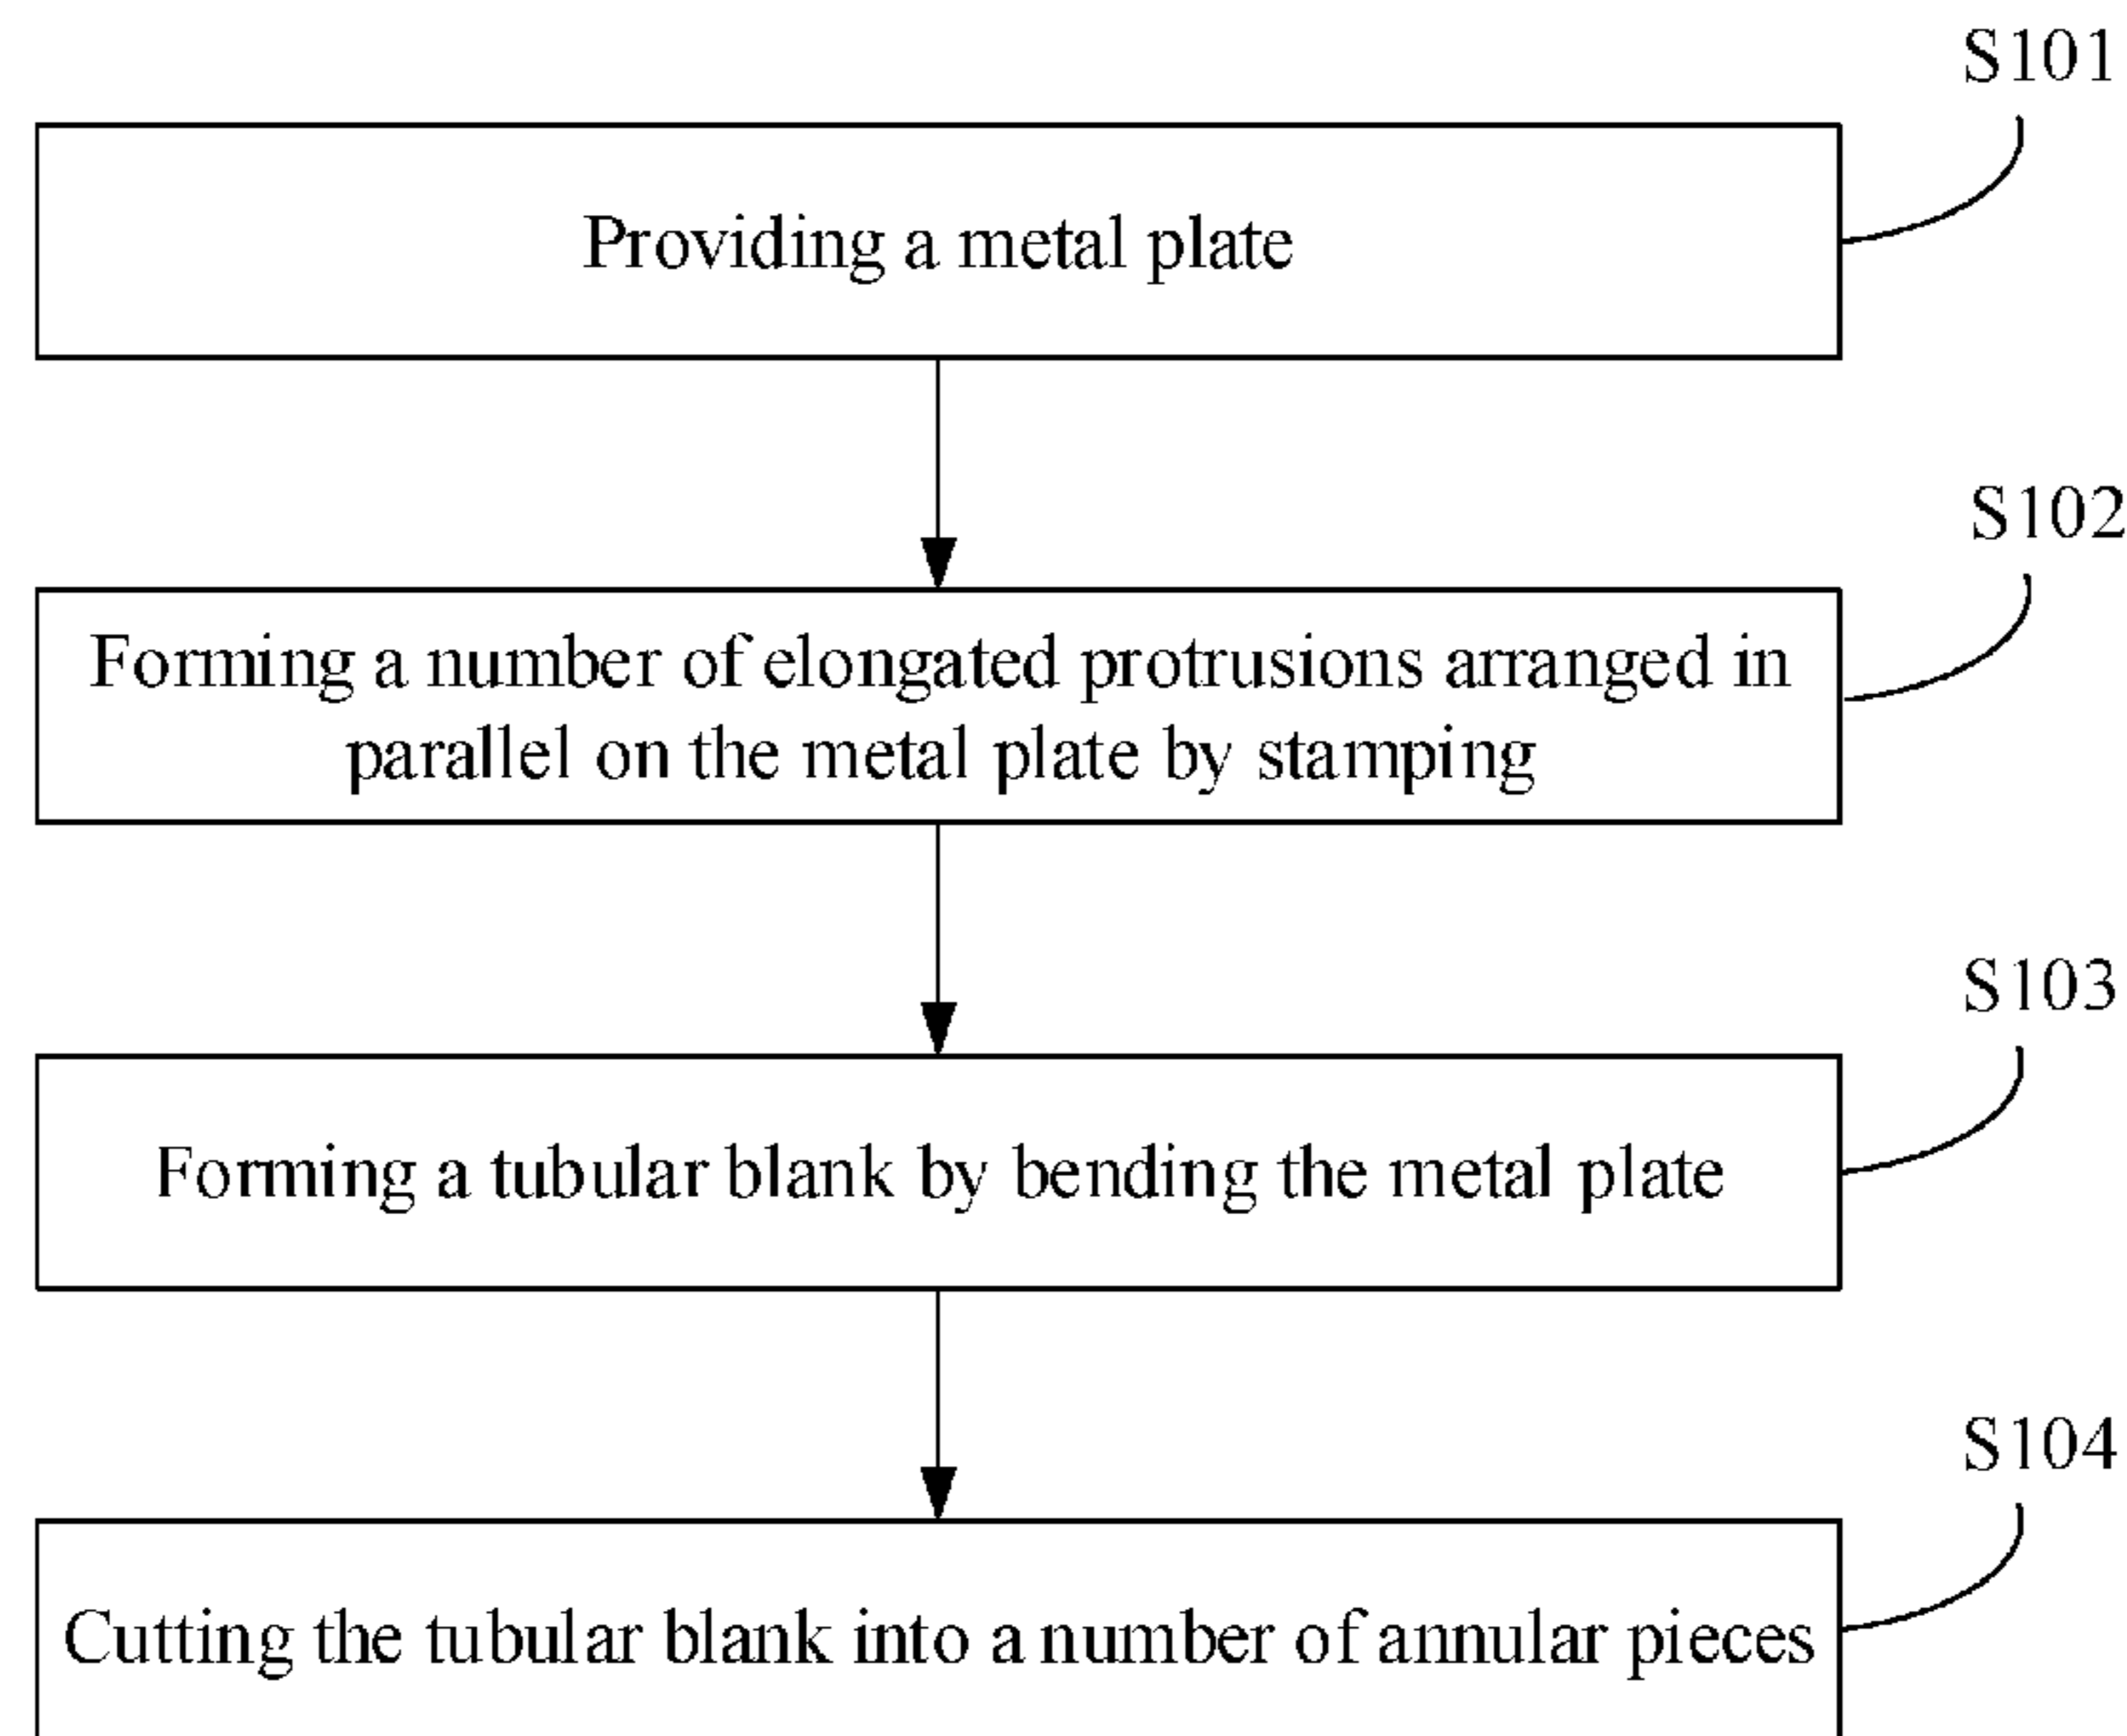 S101
Providing a metal plate
S102
Forming a number of elongated protrusions arranged in
parallel on the metal plate by stamping
S103
Forming a tubular blank by bending the metal plate
S104
Cutting the tubular blank into a number of annular pieces